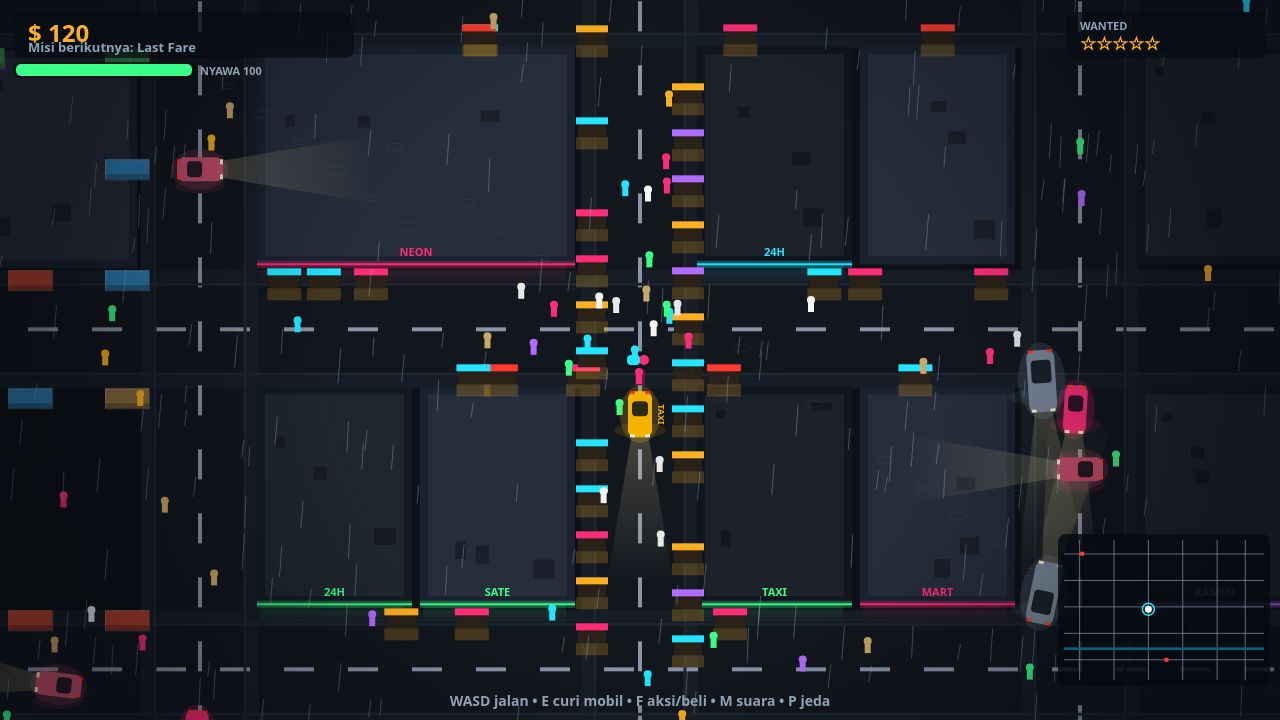 $ 120
Misi berikutnya: Last Fare
NYAWA 100
WANTED
☆☆☆☆☆
NEON
24H
TAXI
24H
SATE
TAXI
MART
RAMEN
WASD jalan • E curi mobil • F aksi/beli • M suara • P jeda